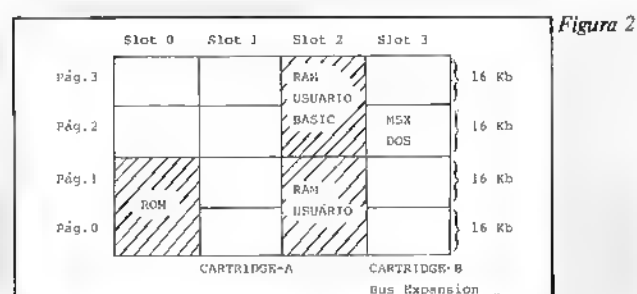 Figura 2
Slot 0 Slot 1 Slot 2 Slot 3
Pág.3 RAM 16 Kb
USUARIO
Pág.2 BASIC MSX 16 Kb
DOS
Pág.1 RAM 16 Kb
ROM USUÁRIO
Pág.0 16 Kb
CARTRIDGE-A CARTRIDGE-B
Bus Expansion